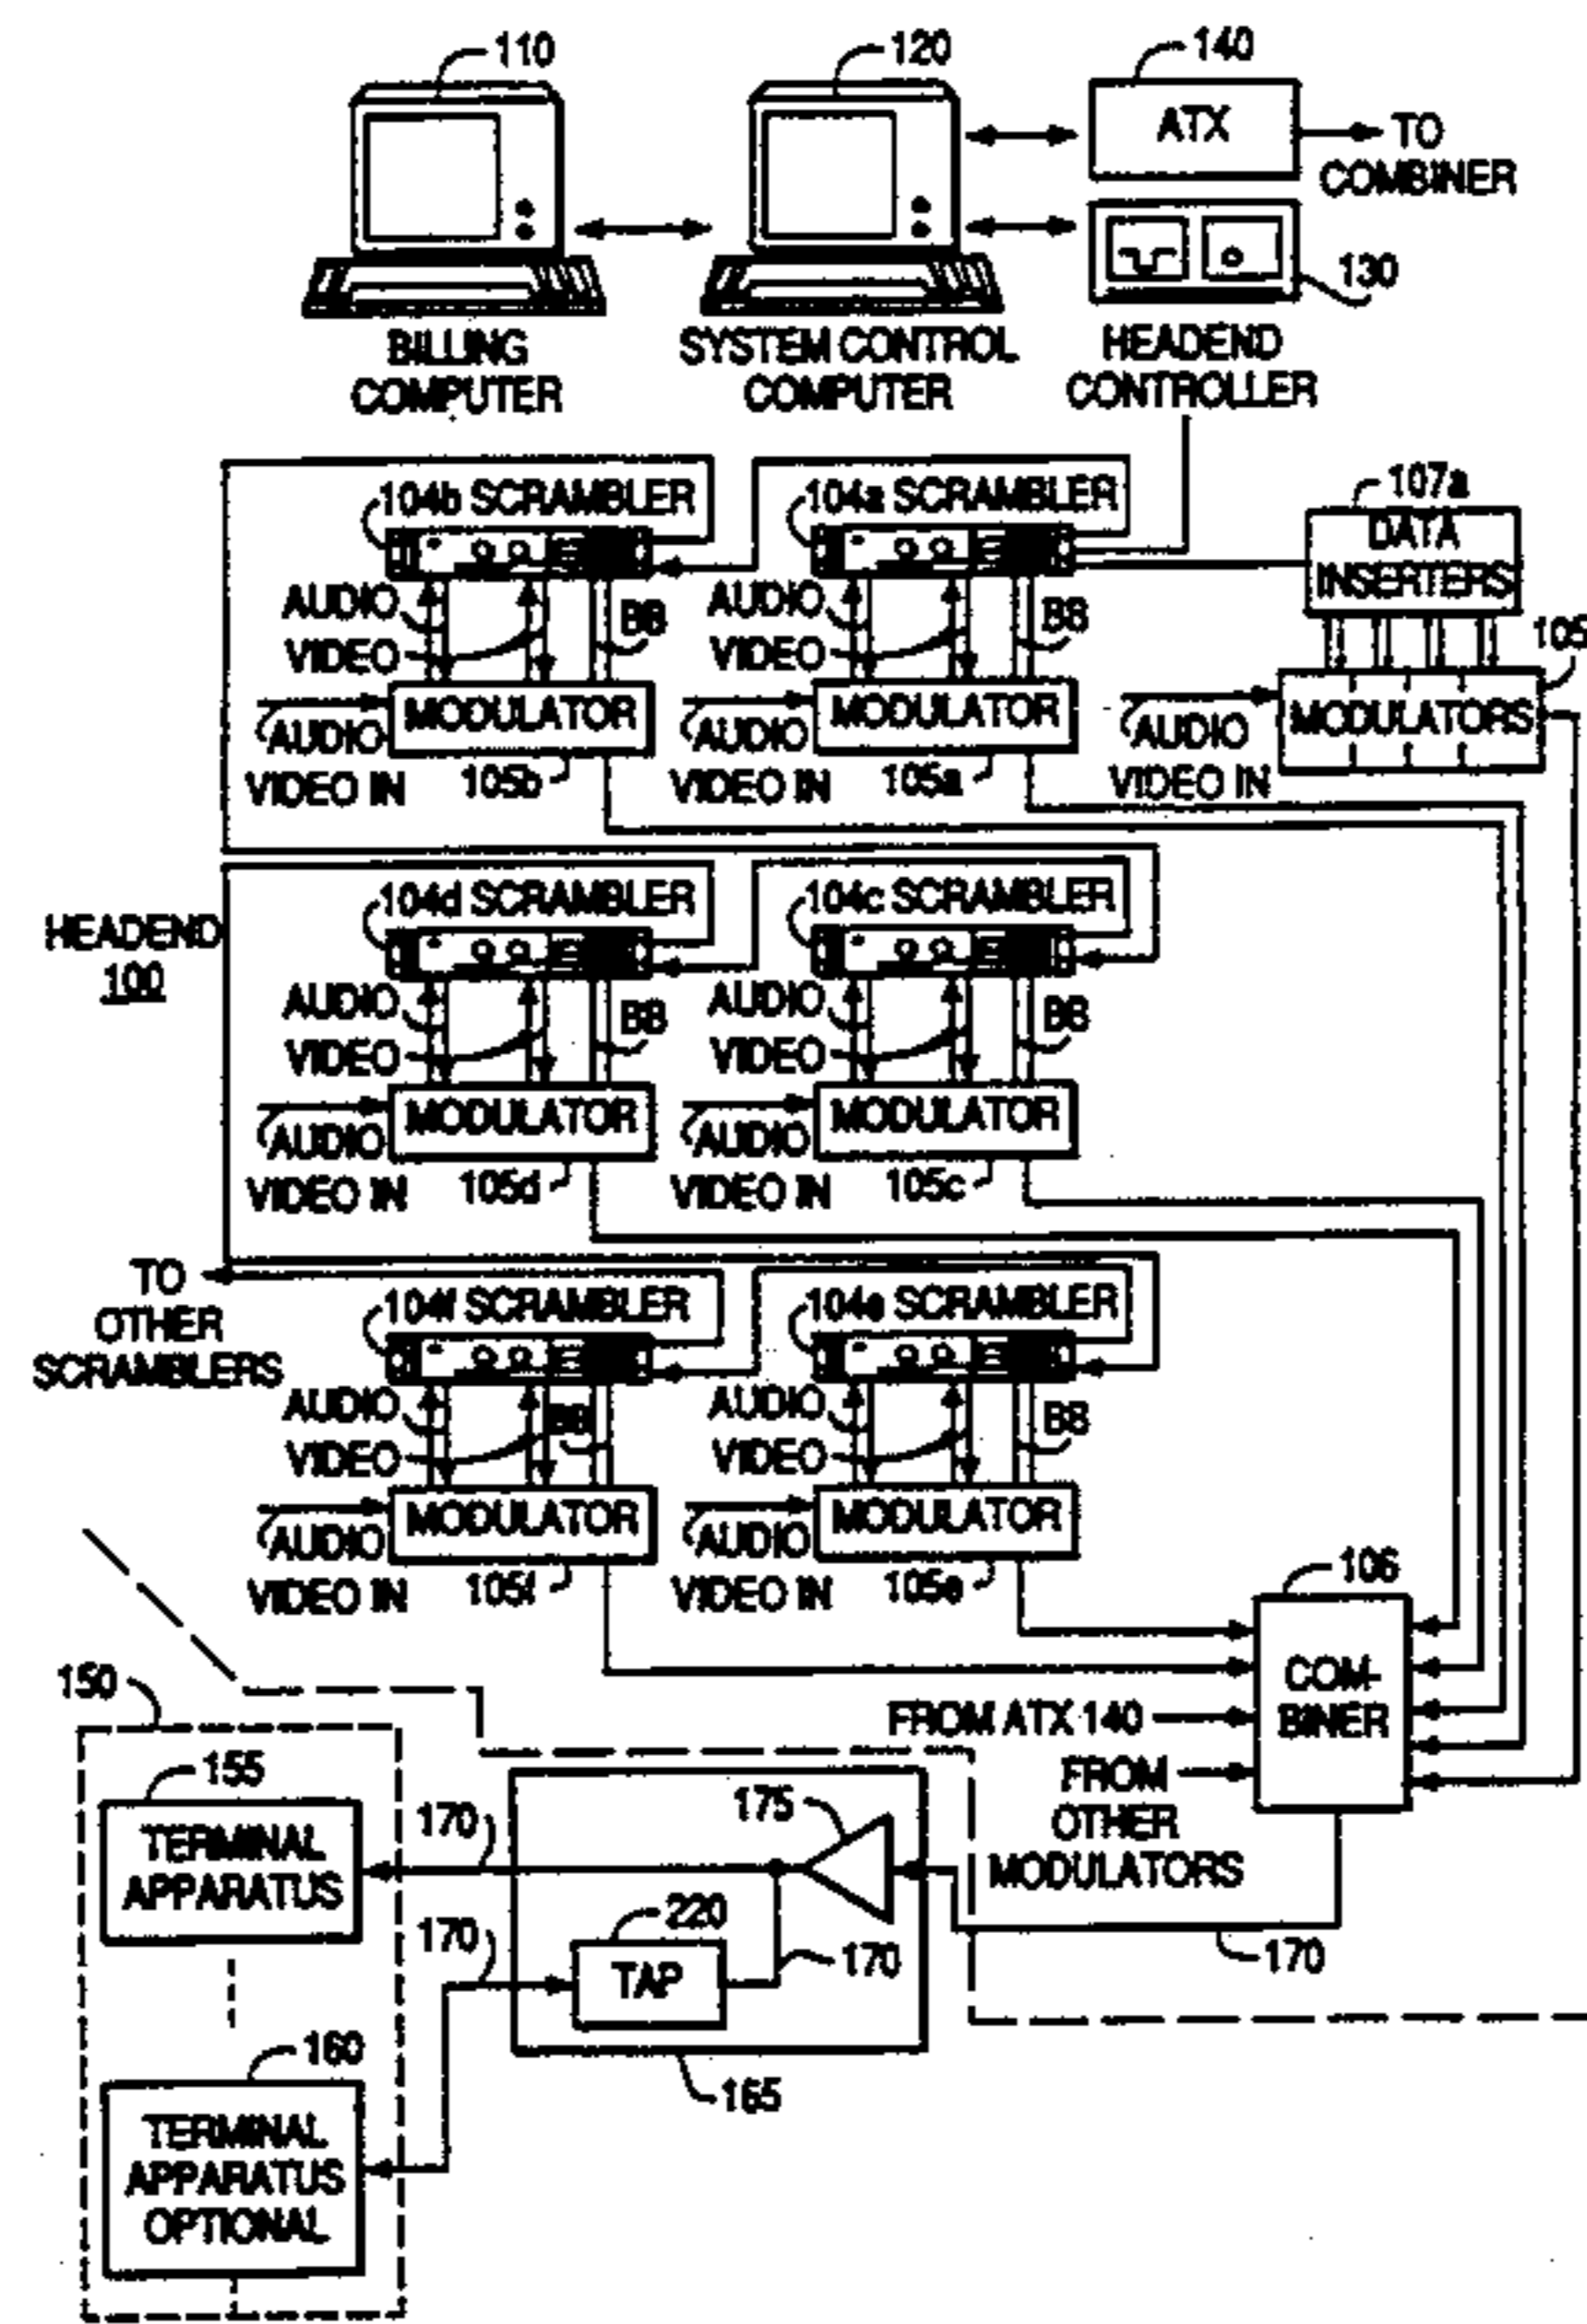 110
120
140
ATX
TO
COMBINER
130
BILLING
COMPUTER
SYSTEM CONTROL
COMPUTER
HEADEND
CONTROLLER
104b SCRAMBLER
104a SCRAMBLER
107a
DATA
INSERTERS
AUDIO
VIDEO
BB
AUDIO
VIDEO
BB
105
MODULATOR
MODULATOR
MODULATORS
AUDIO
VIDEO IN
105b
AUDIO
VIDEO IN
105a
AUDIO
VIDEO IN
HEADEND
100
104d SCRAMBLER
104c SCRAMBLER
AUDIO
VIDEO
BB
AUDIO
VIDEO
BB
MODULATOR
MODULATOR
AUDIO
VIDEO IN
105d
AUDIO
VIDEO IN
105c
TO
OTHER
SCRAMBLERS
104f SCRAMBLER
104e SCRAMBLER
AUDIO
VIDEO
BB
AUDIO
VIDEO
BB
MODULATOR
MODULATOR
AUDIO
VIDEO IN
105f
AUDIO
VIDEO IN
105e
106
COM-
BINER
FROM ATX 140
FROM
OTHER
MODULATORS
150
155
TERMINAL
APPARATUS
170
175
170
220
TAP
170
170
165
160
TERMINAL
APPARATUS
OPTIONAL